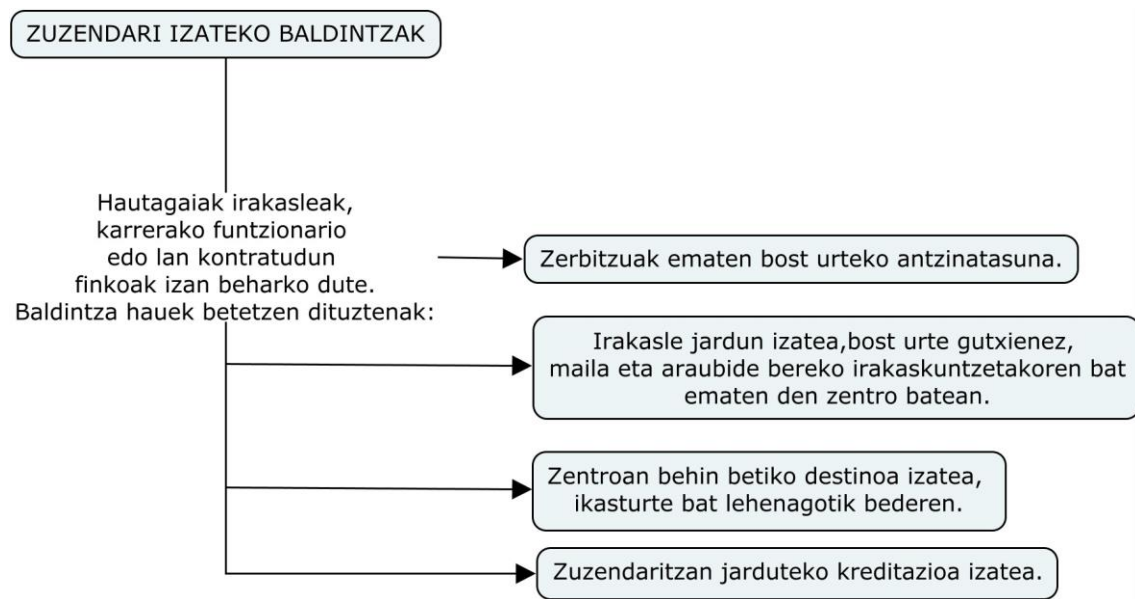 ZUZENDARI IZATEKO BALDINTZAK
Hautagaiak irakasleak,
karrerako funtzionario
edo lan kontratudun
finkoak izan beharko dute.
Baldintza hauek betetzen dituztenak:
Zerbitzuak ematen bost urteko antzinatasuna.
Irakasle jardun izatea,bost urte gutxienez,
maila eta araubide bereko irakaskuntzetakoren bat
ematen den zentro batean.
Zentroan behin betiko destinoa izatea,
ikasturte bat lehenagotik bederen.
Zuzendaritzan jarduteko kreditazioa izatea.